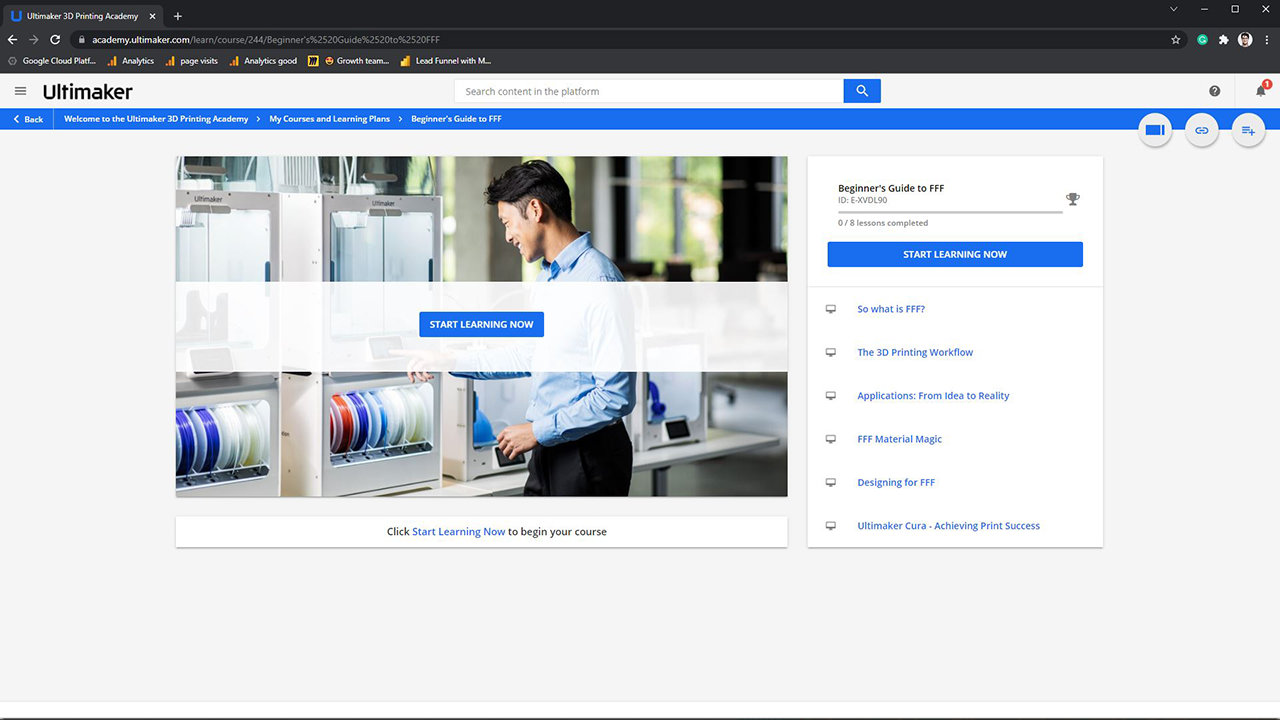 Ultimaker 3D Printing Academy
academy.ultimaker.com/learn/course/244/Beginner's%2520Guide%2520to%2520FFF
Google Cloud Platf... Analytics page visits Analytics good Growth team... Lead Funnel with M...
Ultimaker
Search content in the platform
1
Back
Welcome to the Ultimaker 3D Printing Academy > My Courses and Learning Plans > Beginner's Guide to FFF
Ultimaker
Ultimaker
START LEARNING NOW
Click Start Learning Now to begin your course
Beginner's Guide to FFF
ID: E-XVDL90
0 / 8 lessons completed
START LEARNING NOW
So what is FFF?
The 3D Printing Workflow
Applications: From Idea to Reality
FFF Material Magic
Designing for FFF
Ultimaker Cura - Achieving Print Success